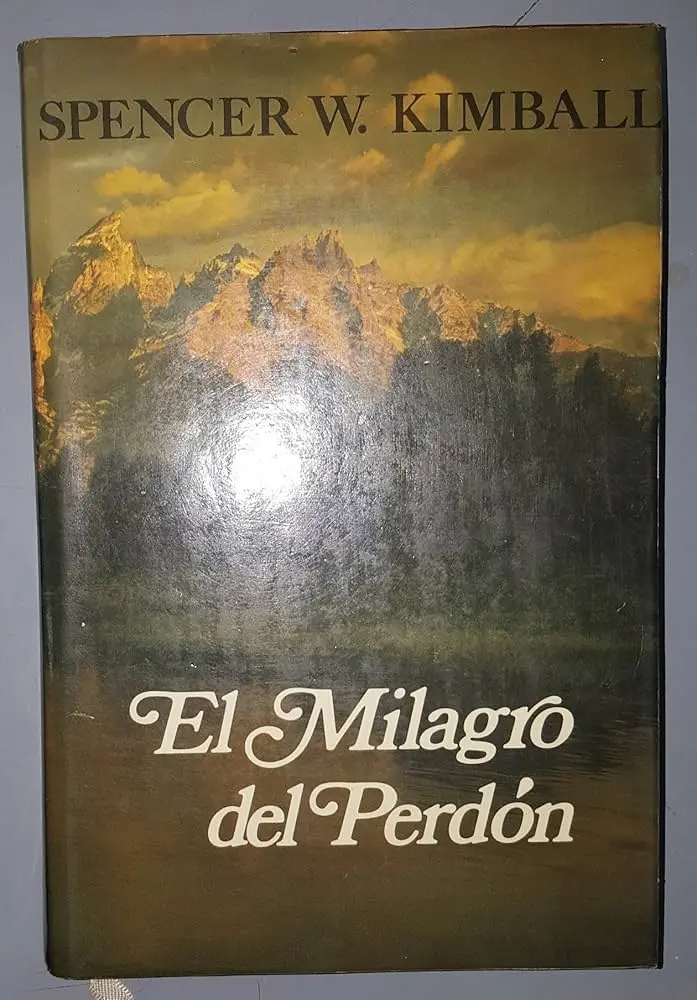 SPENCER W. KIMBALL
El Milagro
del Perdón